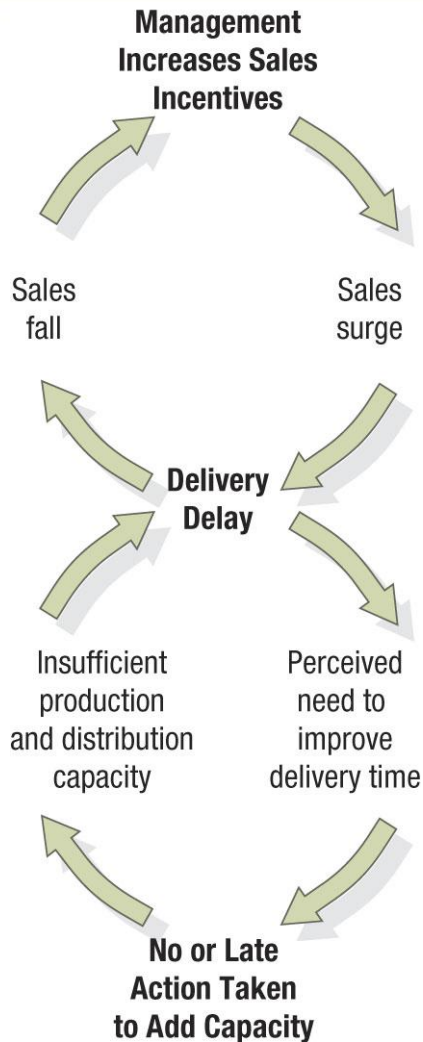 Management
Increases Sales
Incentives
Sales
fall
Sales
surge
Delivery
Delay
Insufficient
production
and distribution
capacity
Perceived
need to
improve
delivery time
No or Late
Action Taken
to Add Capacity